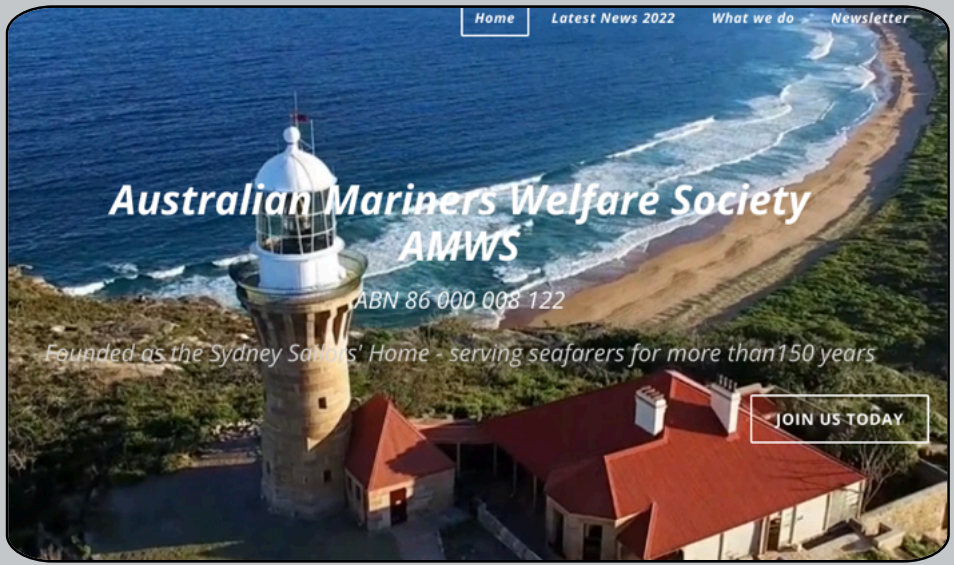 Home Latest News 2022 What we do Newsletter
Australian Mariners Welfare Society
AMWS
ABN 86 000 008 122
Founded as the Sydney Sailors' Home - serving seafarers for more than150 years
JOIN US TODAY